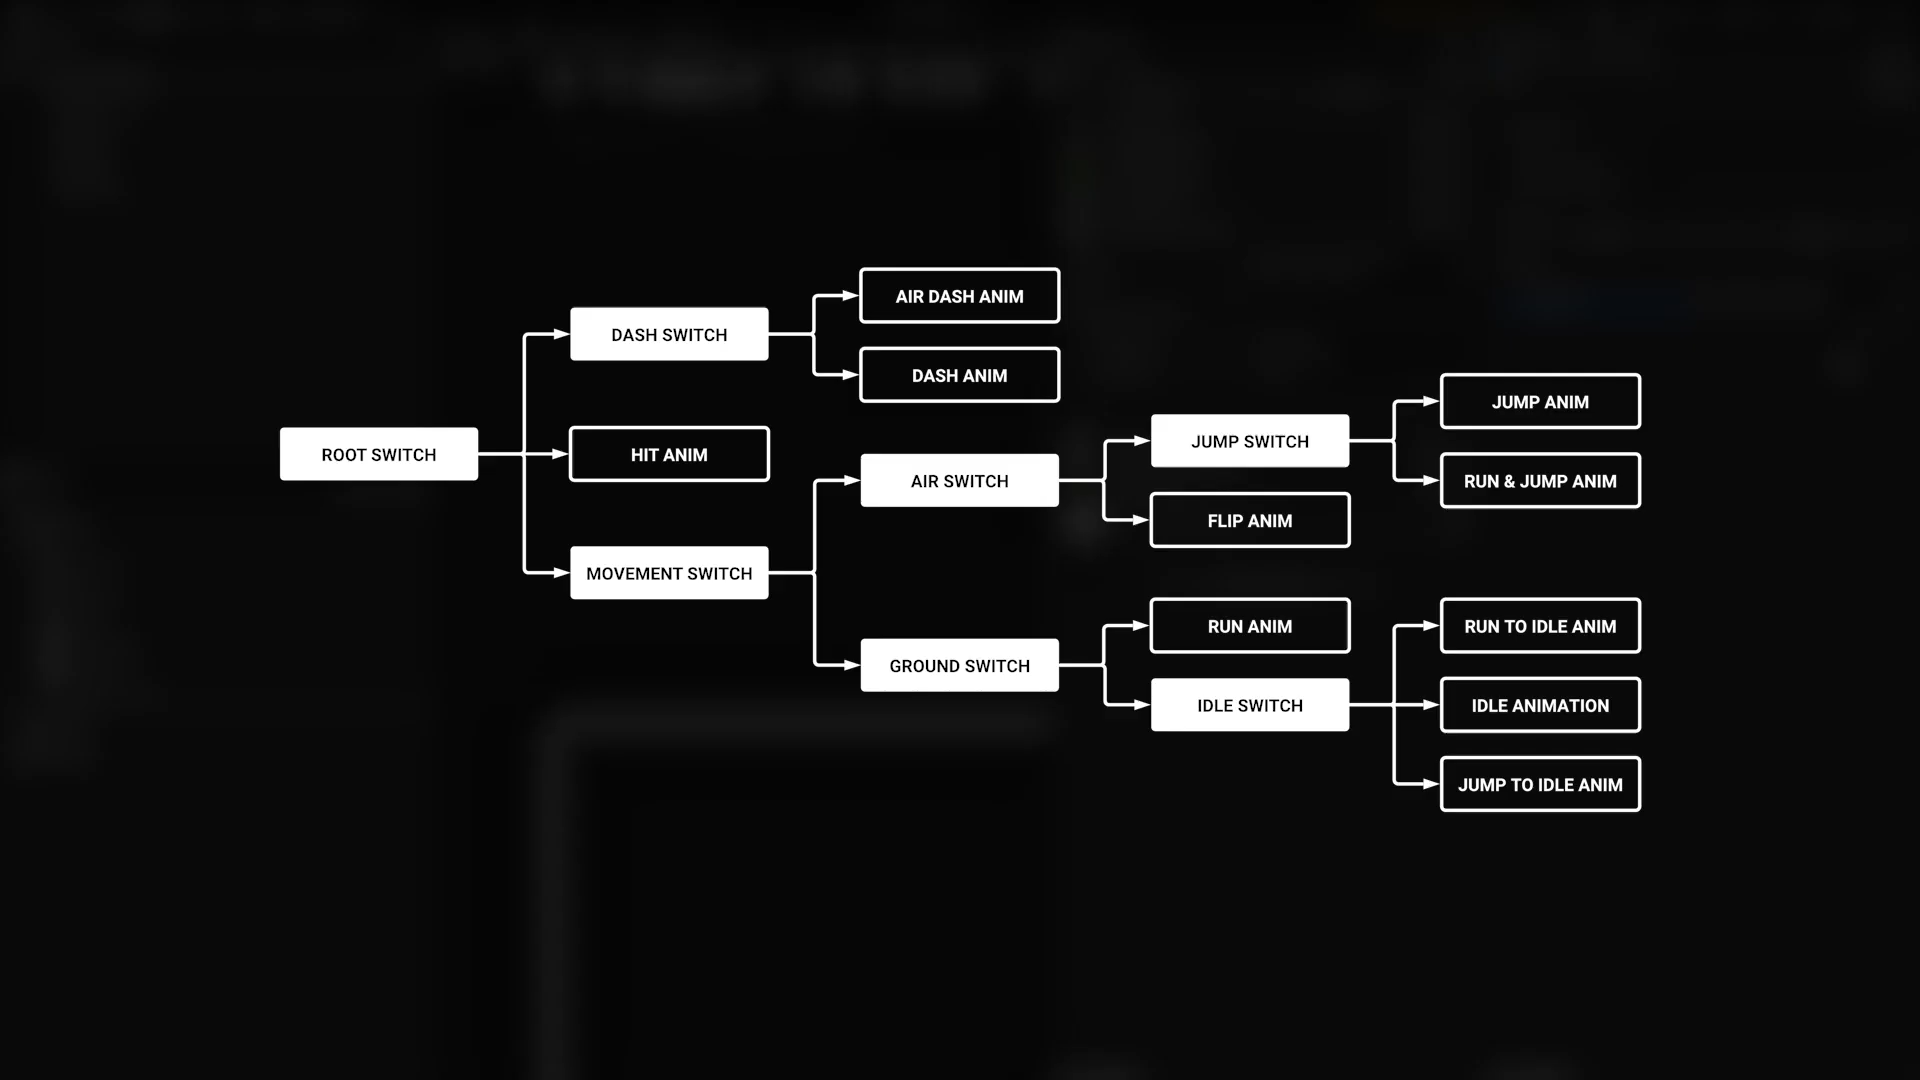 ROOT SWITCH
DASH SWITCH
HIT ANIM
MOVEMENT SWITCH
AIR DASH ANIM
DASH ANIM
AIR SWITCH
GROUND SWITCH
JUMP SWITCH
FLIP ANIM
RUN ANIM
IDLE SWITCH
JUMP ANIM
RUN & JUMP ANIM
RUN TO IDLE ANIM
IDLE ANIMATION
JUMP TO IDLE ANIM